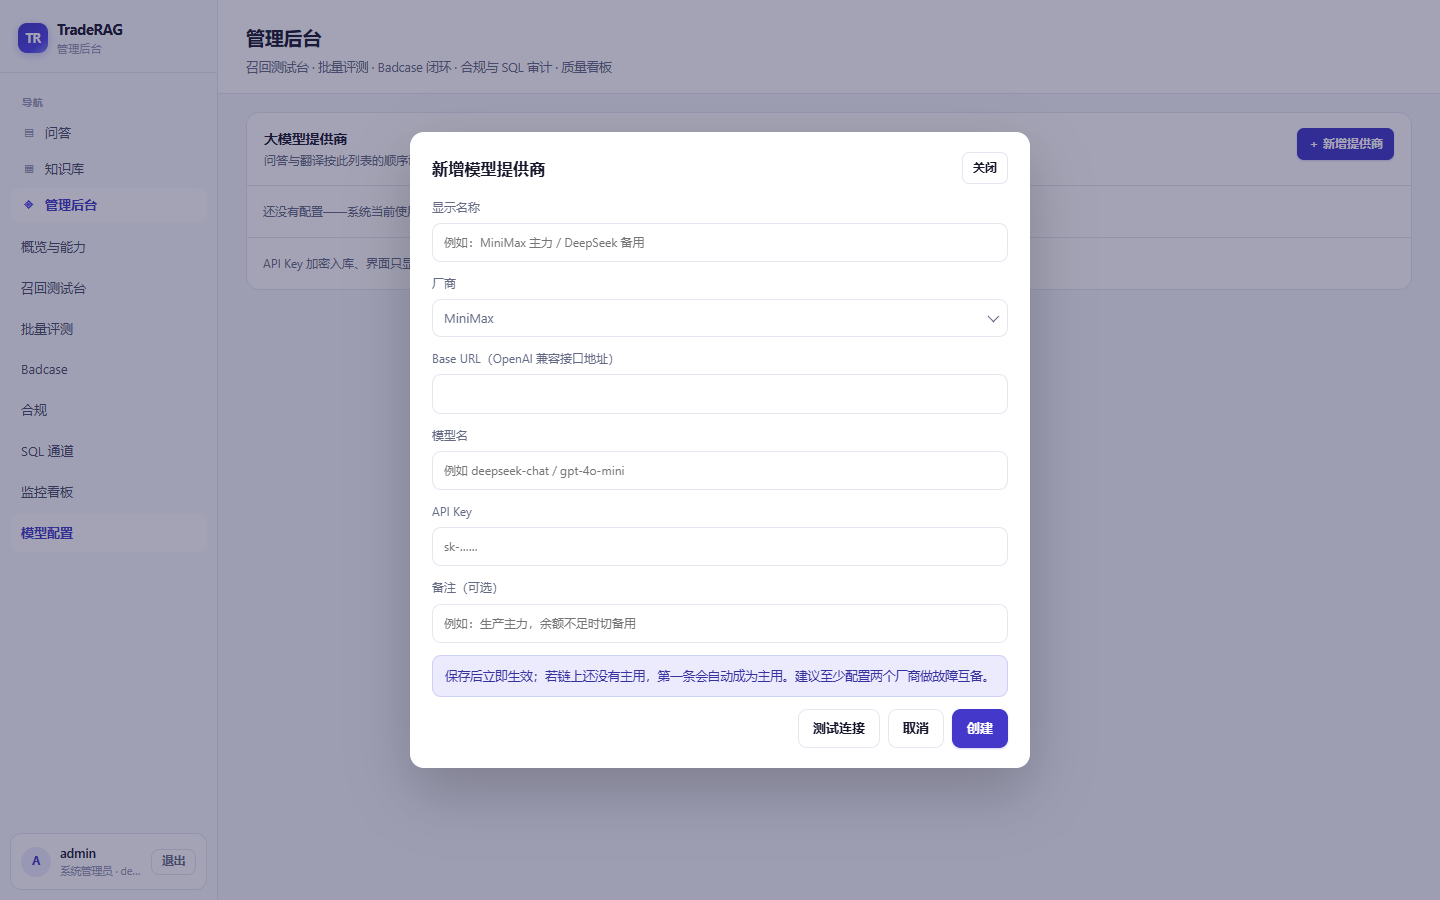 TR
TradeRAG
管理后台
导航
问答
知识库
管理后台
概览与能力
召回测试台
批量评测
Badcase
合规
SQL 通道
监控看板
模型配置
A
admin
系统管理员 · de...
退出
管理后台
召回测试台 · 批量评测 · Badcase 闭环 · 合规与 SQL 审计 · 质量看板
大模型提供商
问答与翻译按此列表的顺序
+ 新增提供商
还没有配置——系统当前使
API Key 加密入库、界面只显
新增模型提供商
关闭
显示名称
例如：MiniMax 主力 / DeepSeek 备用
厂商
MiniMax
Base URL（OpenAI 兼容接口地址）
模型名
例如 deepseek-chat / gpt-4o-mini
API Key
sk-......
备注（可选）
例如：生产主力，余额不足时切备用
保存后立即生效；若链上还没有主用，第一条会自动成为主用。建议至少配置两个厂商做故障互备。
测试连接
取消
创建